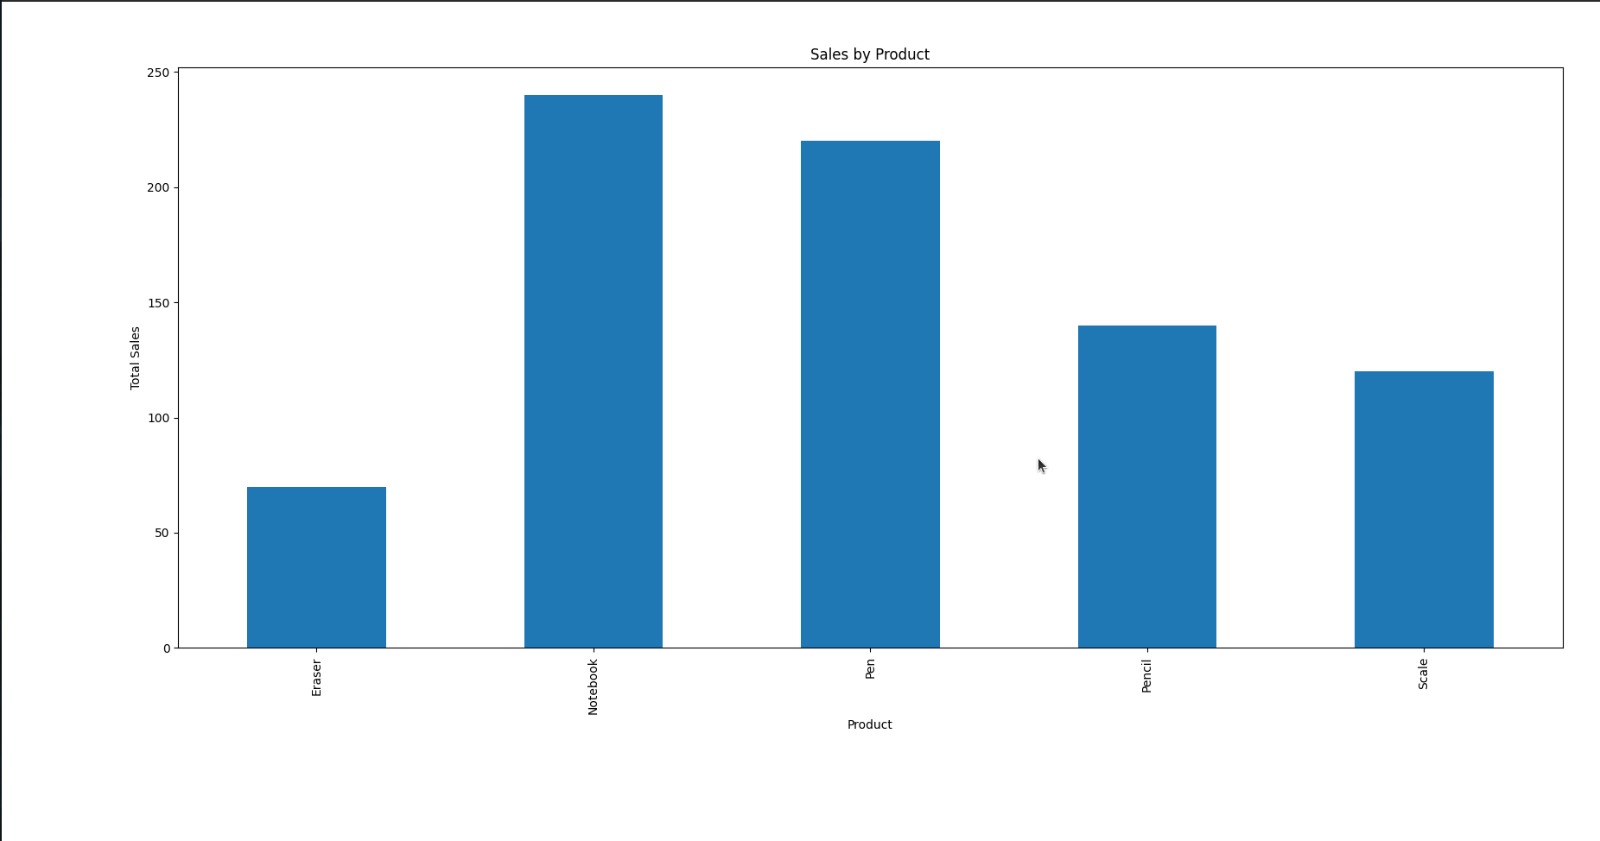 Sales by Product
250
200
150
100
50
0
Total Sales
Eraser
Notebook
Pen
Pencil
Scale
Product